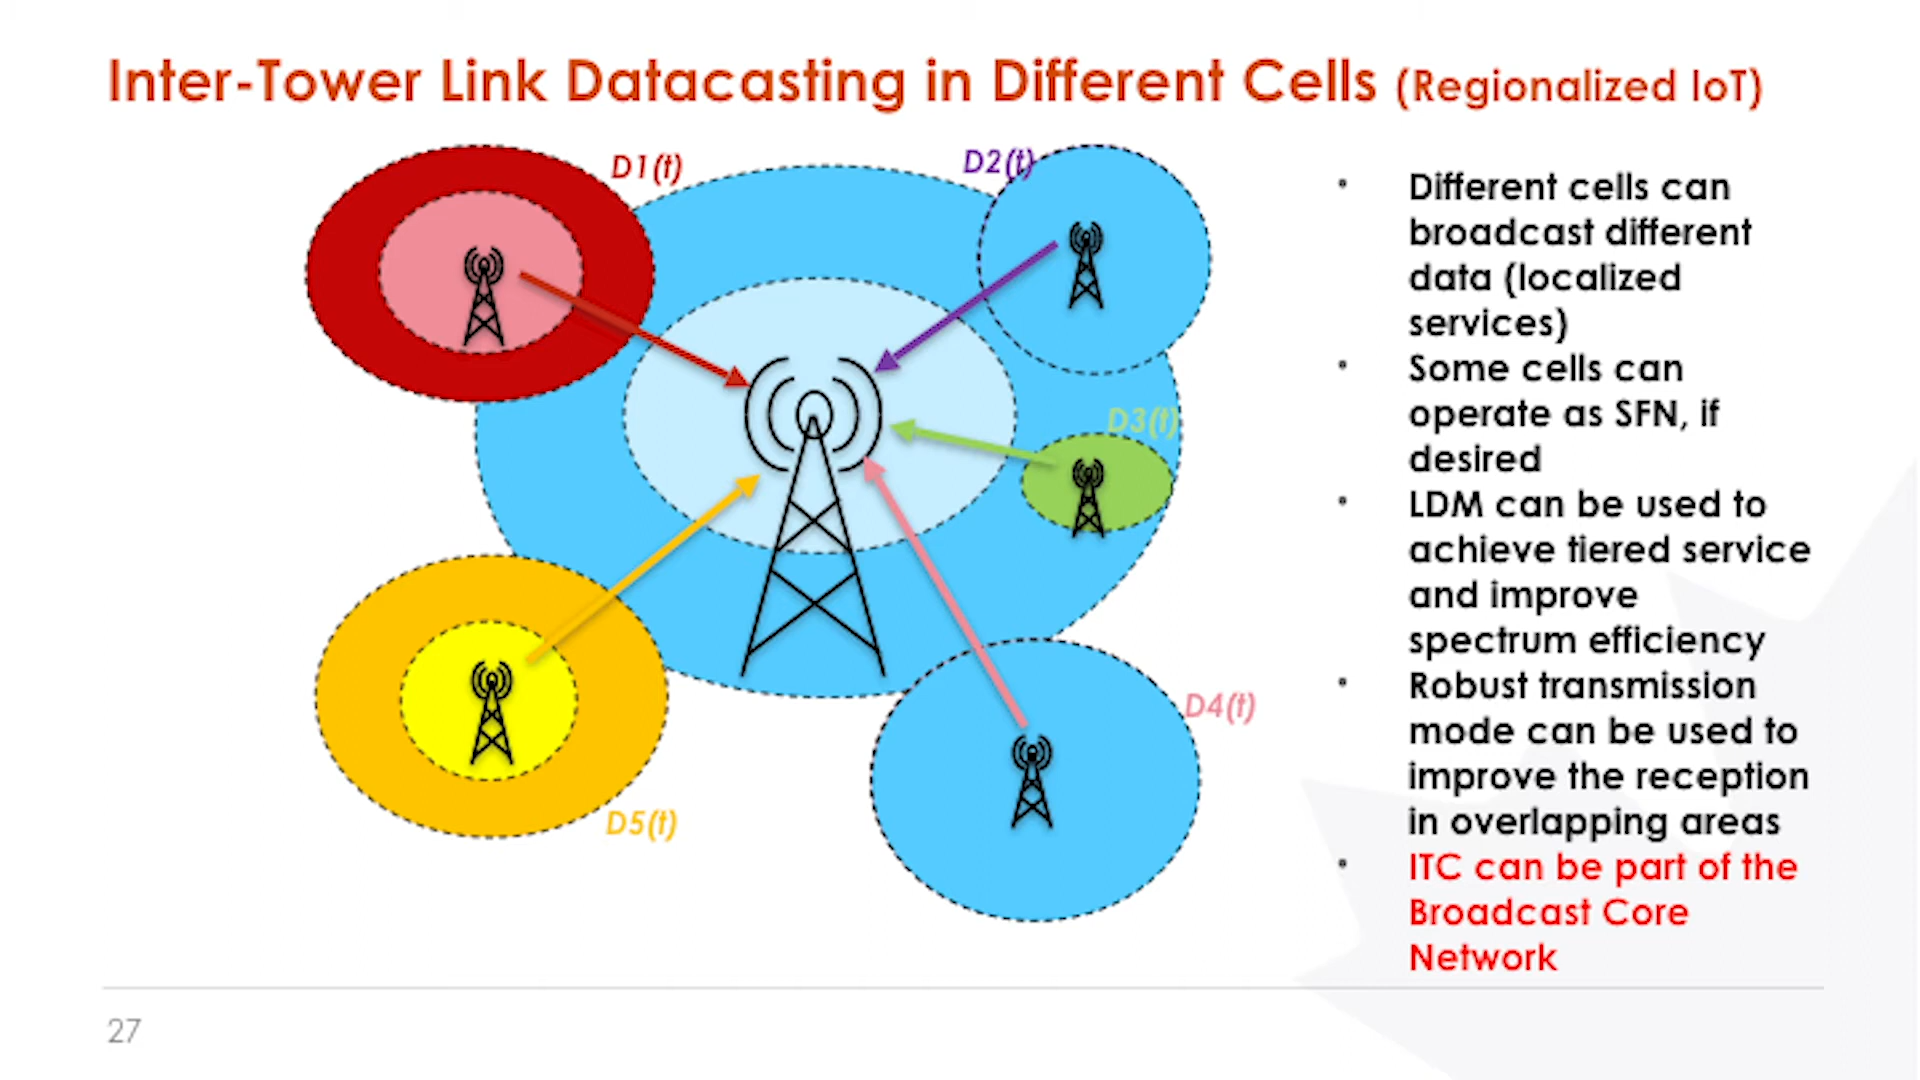 Inter-Tower Link Datacasting in Different Cells (Regionalized IoT)
D1(t)
D2(t)
D3(t)
D4(t)
D5(t)
• Different cells can
broadcast different
data (localized
services)
• Some cells can
operate as SFN, if
desired
• LDM can be used to
achieve tiered service
and improve
spectrum efficiency
• Robust transmission
mode can be used to
improve the reception
in overlapping areas
• ITC can be part of the
Broadcast Core
Network
27